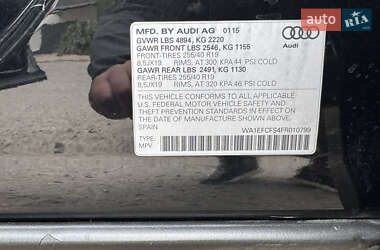 AUTO RIA
MFD. BY AUDI AG 0115
GVWR LBS 4894, KG 2220
GAWR FRONT LBS 2546, KG 1155
FRONT-TIRES 255/40 R19
8,5JX19 RIMS, AT 300 KPA/44 PSI COLD
GAWR REAR LBS 2491, KG 1130
REAR-TIRES 255/40 R19
8,5JX19 RIMS, AT 320 KPA/46 PSI COLD
THIS VEHICLE CONFORMS TO ALL APPLICABLE
U.S. FEDERAL MOTOR VEHICLE SAFETY AND
THEFT PREVENTION STANDARDS IN EFFECT
ON THE DATE OF MANUFACTURE SHOWN ABOVE.
SPAIN WA1EFCFS4FR010799
TYPE:
MPV
Audi